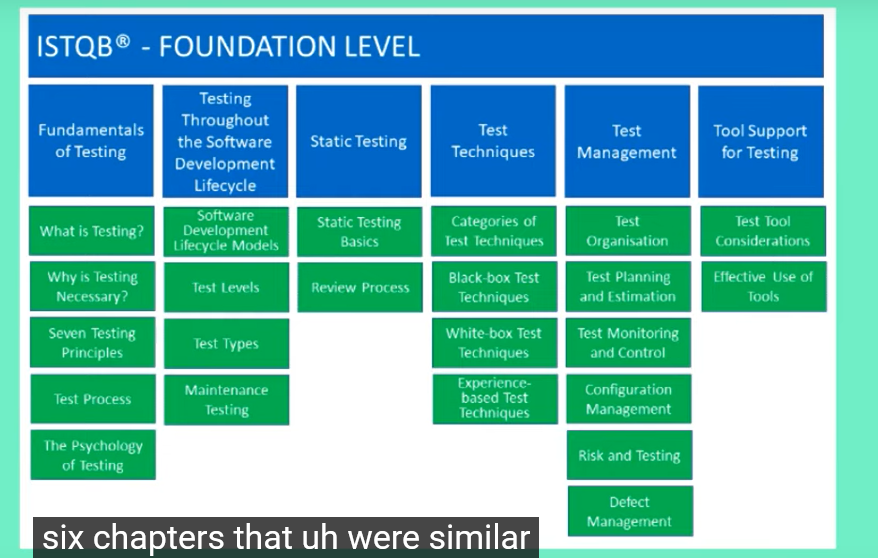 ISTQB® - FOUNDATION LEVEL
Fundamentals
of Testing
Testing
Throughout
the Software
Development
Lifecycle
Static Testing
Test
Techniques
Test
Management
Tool Support
for Testing
What is Testing?
Why is Testing
Necessary?
Seven Testing
Principles
Test Process
The Psychology
of Testing
Software
Development
Lifecycle Models
Test Levels
Test Types
Maintenance
Testing
Static Testing
Basics
Review Process
Categories of
Test Techniques
Black-box Test
Techniques
White-box Test
Techniques
Experience-
based Test
Techniques
Test
Organisation
Test Planning
and Estimation
Test Monitoring
and Control
Configuration
Management
Risk and Testing
Defect
Management
Test Tool
Considerations
Effective Use of
Tools
six chapters that uh were similar